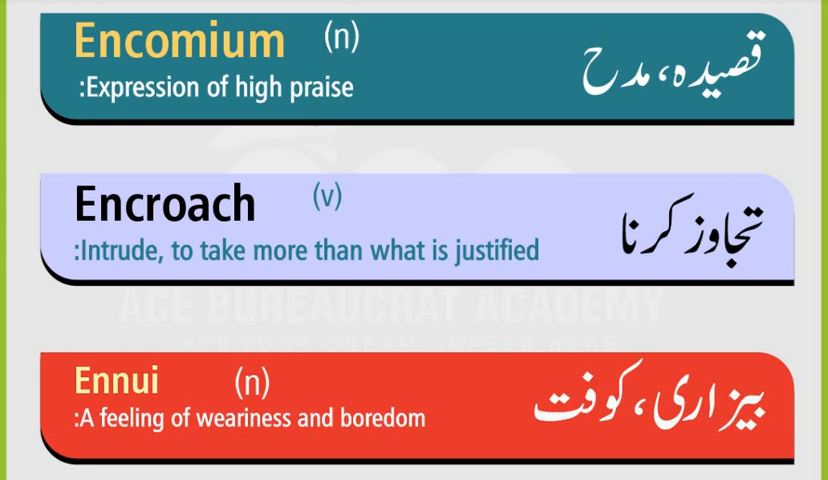 Encomium (n) قصیدہ، مدح
:Expression of high praise
Encroach (v) تجاوز کرنا
:Intrude, to take more than what is justified
ACE BUREAUCRAT ACADEMY
Ennui (n) بیزاری، کوفت
:A feeling of weariness and boredom